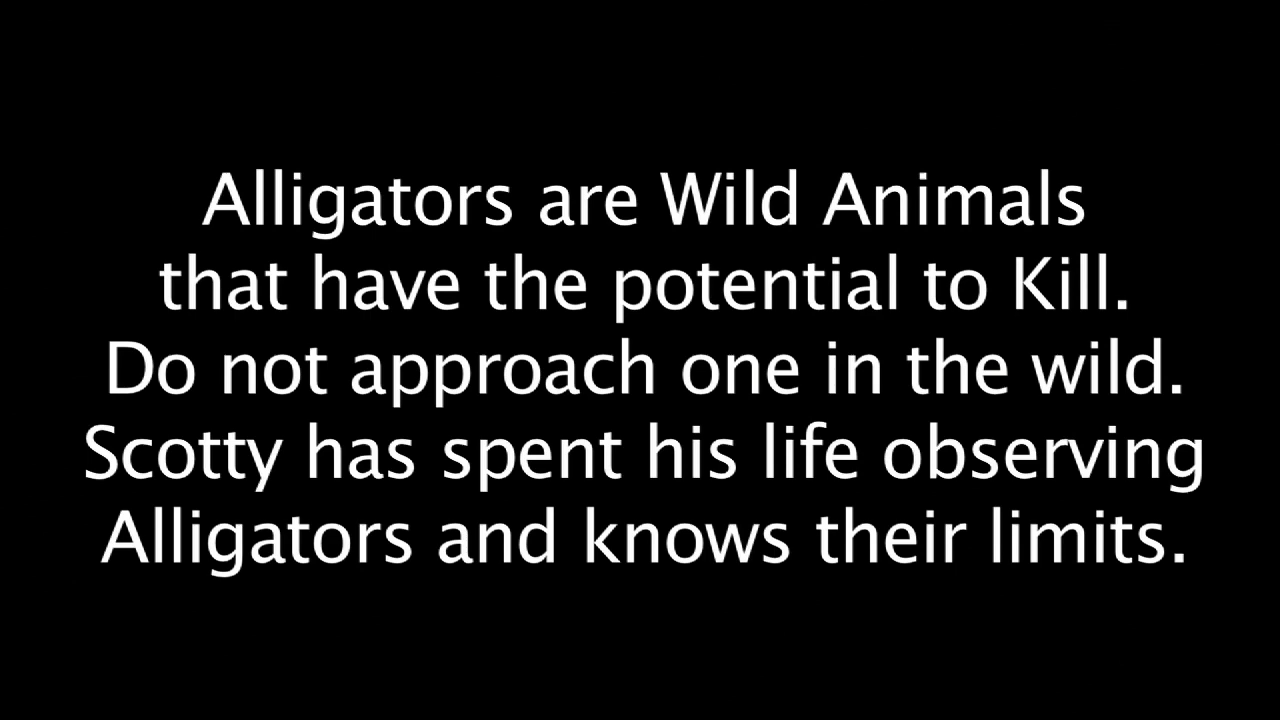 Alligators are Wild Animals
that have the potential to Kill.
Do not approach one in the wild.
Scotty has spent his life observing
Alligators and knows their limits.